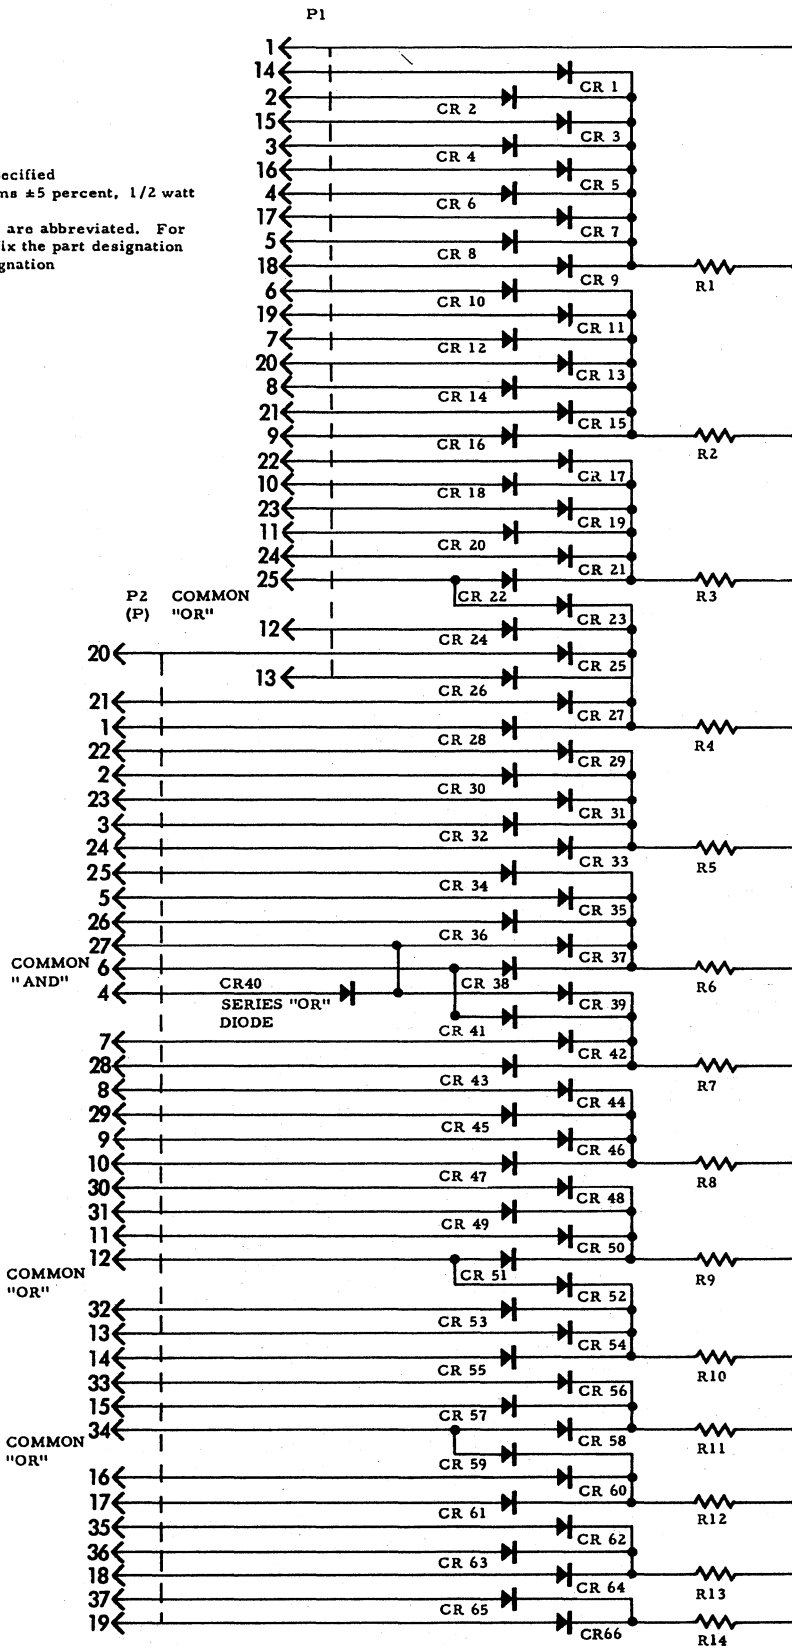 P1
1
14
CR 1
2
CR 2
15
CR 3
3
CR 4
16
CR 5
ecified
4
CR 6
ms ±5 percent, 1/2 watt
17
CR 7
are abbreviated. For
5
CR 8
ix the part designation
18
CR 9
R1
gnation
6
CR 10
19
CR 11
7
CR 12
20
CR 13
8
CR 14
21
CR 15
9
CR 16
R2
22
CR 17
10
CR 18
23
CR 19
11
CR 20
24
CR 21
25
CR 22
R3
P2
(P)
COMMON
"OR"
CR 23
12
CR 24
20
CR 25
13
CR 26
21
CR 27
1
CR 28
R4
22
CR 29
2
CR 30
23
CR 31
3
CR 32
24
CR 33
R5
25
CR 34
5
CR 35
26
CR 36
27
CR 37
COMMON
"AND"
6
CR 38
R6
4
CR40
SERIES "OR"
DIODE
CR 39
CR 41
7
CR 42
28
CR 43
R7
8
CR 44
29
CR 45
9
CR 46
10
CR 47
R8
30
CR 48
31
CR 49
11
CR 50
12
CR 51
R9
COMMON
"OR"
CR 52
32
CR 53
13
CR 54
14
CR 55
R10
33
CR 56
15
CR 57
34
CR 58
R11
COMMON
"OR"
CR 59
16
CR 60
17
CR 61
R12
35
CR 62
36
CR 63
18
CR 64
R13
37
CR 65
19
CR66
R14